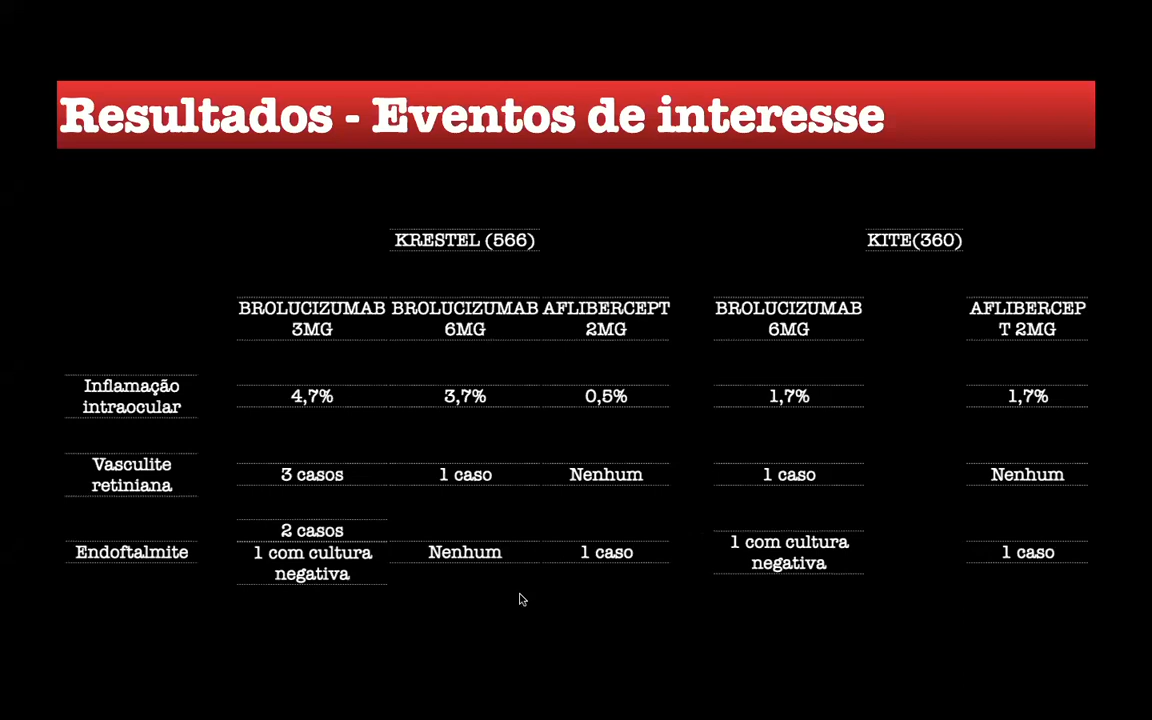 Resultados - Eventos de interesse
KRESTEL (566)
KITE(360)
BROLUCIZUMAB
3MG
BROLUCIZUMAB
6MG
AFLIBERCEPT
2MG
BROLUCIZUMAB
6MG
AFLIBERCEP
T 2MG
Inflamação
intraocular
4,7%
3,7%
0,5%
1,7%
1,7%
Vasculite
retiniana
3 casos
1 caso
Nenhum
1 caso
Nenhum
Endoftalmite
2 casos
1 com cultura
negativa
Nenhum
1 caso
1 com cultura
negativa
1 caso